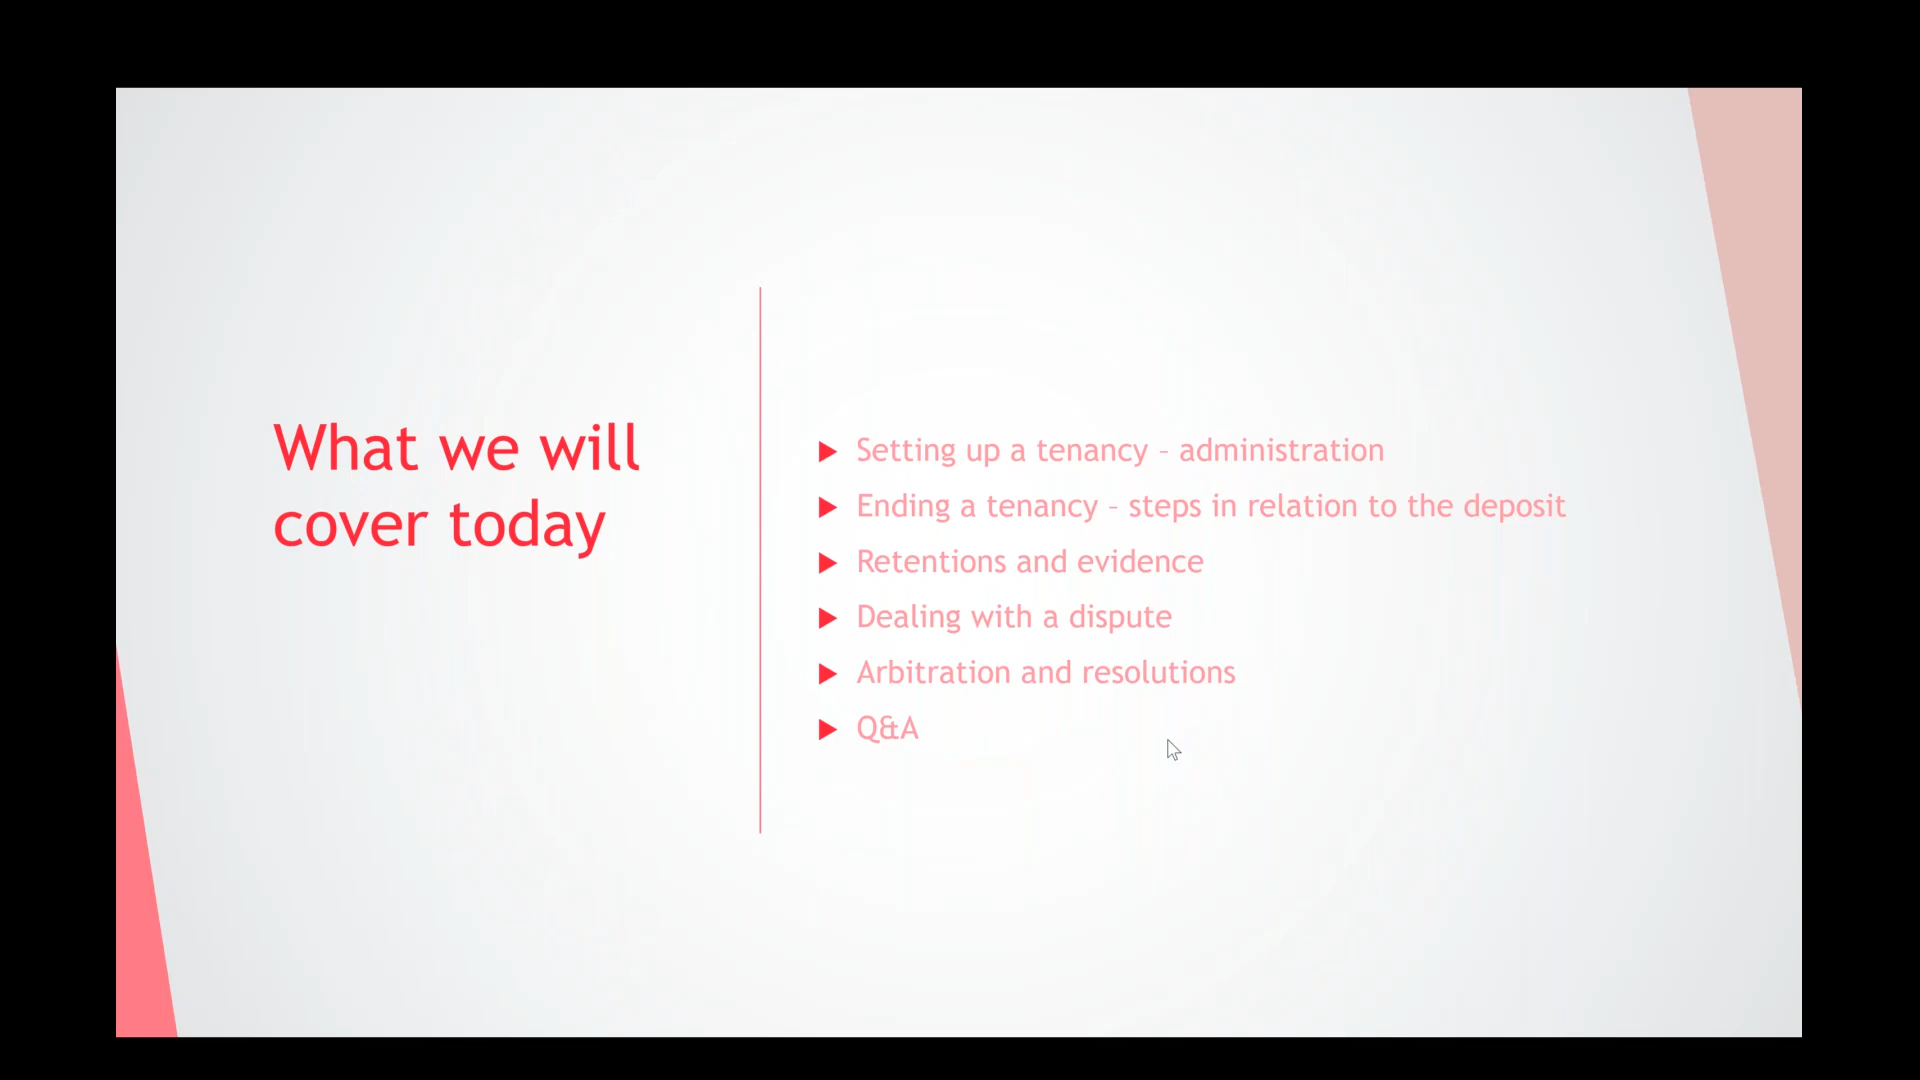 What we will
cover today
Setting up a tenancy – administration
Ending a tenancy – steps in relation to the deposit
Retentions and evidence
Dealing with a dispute
Arbitration and resolutions
Q&A